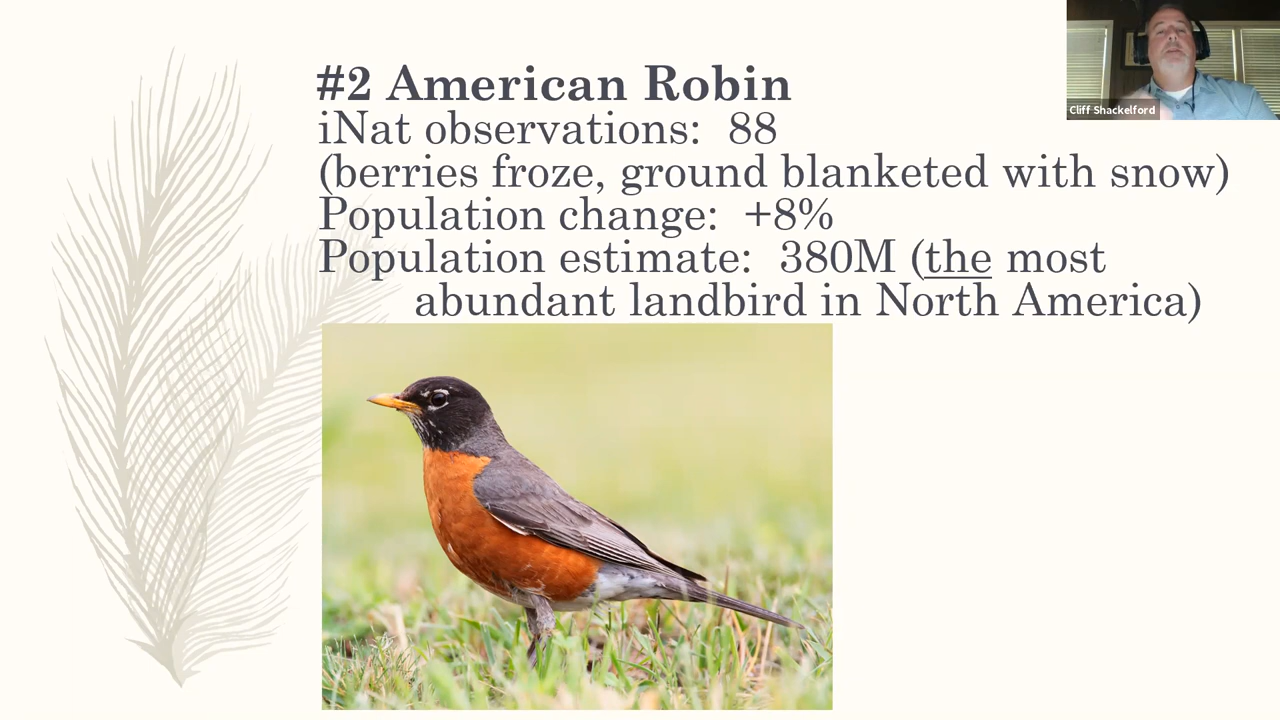 #2 American Robin
iNat observations: 88
(berries froze, ground blanketed with snow)
Population change: +8%
Population estimate: 380M (the most
abundant landbird in North America)
Cliff Shackelford